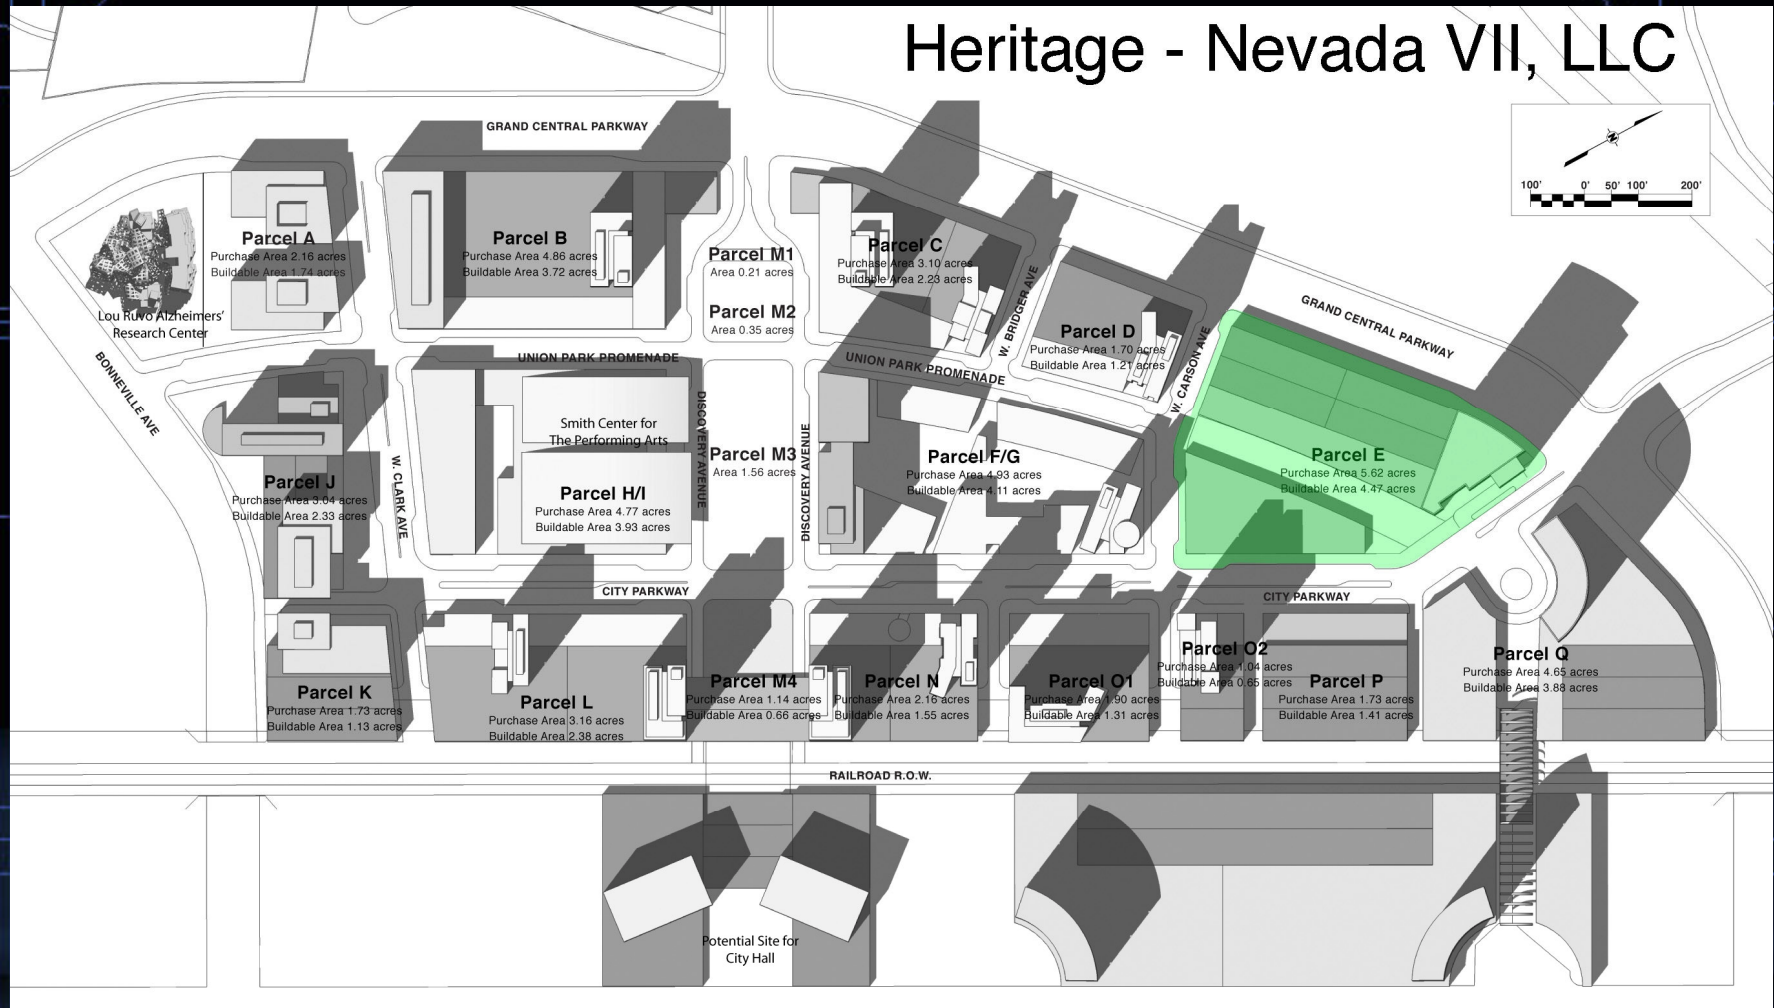 Heritage - Nevada VII, LLC
GRAND CENTRAL PARKWAY
100' 0' 50' 100' 200'
N
Parcel A
Purchase Area 2.16 acres
Buildable Area 1.74 acres
Parcel B
Purchase Area 4.86 acres
Buildable Area 3.72 acres
Parcel M1
Area 0.21 acres
Parcel M2
Area 0.35 acres
Parcel C
Purchase Area 3.10 acres
Buildable Area 2.23 acres
W. BRIDGER AVE
Parcel D
Purchase Area 1.70 acres
Buildable Area 1.21 acres
W. CARSON AVE
GRAND CENTRAL PARKWAY
Lou Ruvo Alzheimers'
Research Center
BONNEVILLE AVE
UNION PARK PROMENADE
UNION PARK PROMENADE
Smith Center for
The Performing Arts
DISCOVERY AVENUE
Parcel M3
Area 1.56 acres
DISCOVERY AVENUE
Parcel F/G
Purchase Area 4.93 acres
Buildable Area 4.11 acres
Parcel E
Purchase Area 5.62 acres
Buildable Area 4.47 acres
Parcel J
Purchase Area 3.04 acres
Buildable Area 2.33 acres
W. CLARK AVE
Parcel H/I
Purchase Area 4.77 acres
Buildable Area 3.93 acres
CITY PARKWAY
CITY PARKWAY
Parcel K
Purchase Area 1.73 acres
Buildable Area 1.13 acres
Parcel L
Purchase Area 3.16 acres
Buildable Area 2.38 acres
Parcel M4
Purchase Area 1.14 acres
Buildable Area 0.66 acres
Parcel N
Purchase Area 2.16 acres
Buildable Area 1.55 acres
Parcel O1
Purchase Area 1.90 acres
Buildable Area 1.31 acres
Parcel O2
Purchase Area 1.04 acres
Buildable Area 0.65 acres
Parcel P
Purchase Area 1.73 acres
Buildable Area 1.41 acres
Parcel Q
Purchase Area 4.65 acres
Buildable Area 3.88 acres
RAILROAD R.O.W.
Potential Site for
City Hall